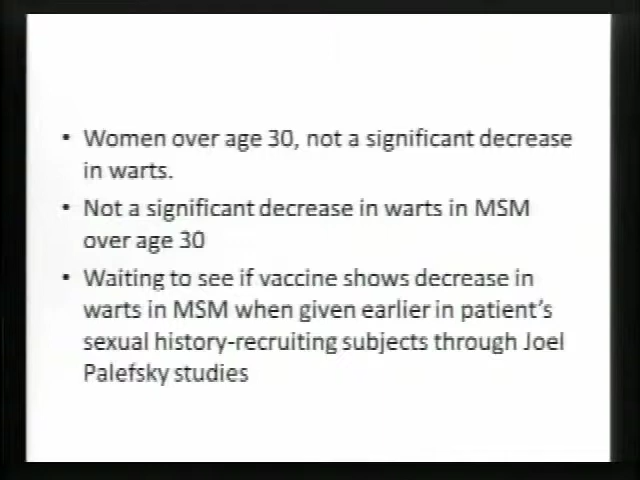 • Women over age 30, not a significant decrease
in warts.
• Not a significant decrease in warts in MSM
over age 30
• Waiting to see if vaccine shows decrease in
warts in MSM when given earlier in patient's
sexual history-recruiting subjects through Joel
Palefsky studies